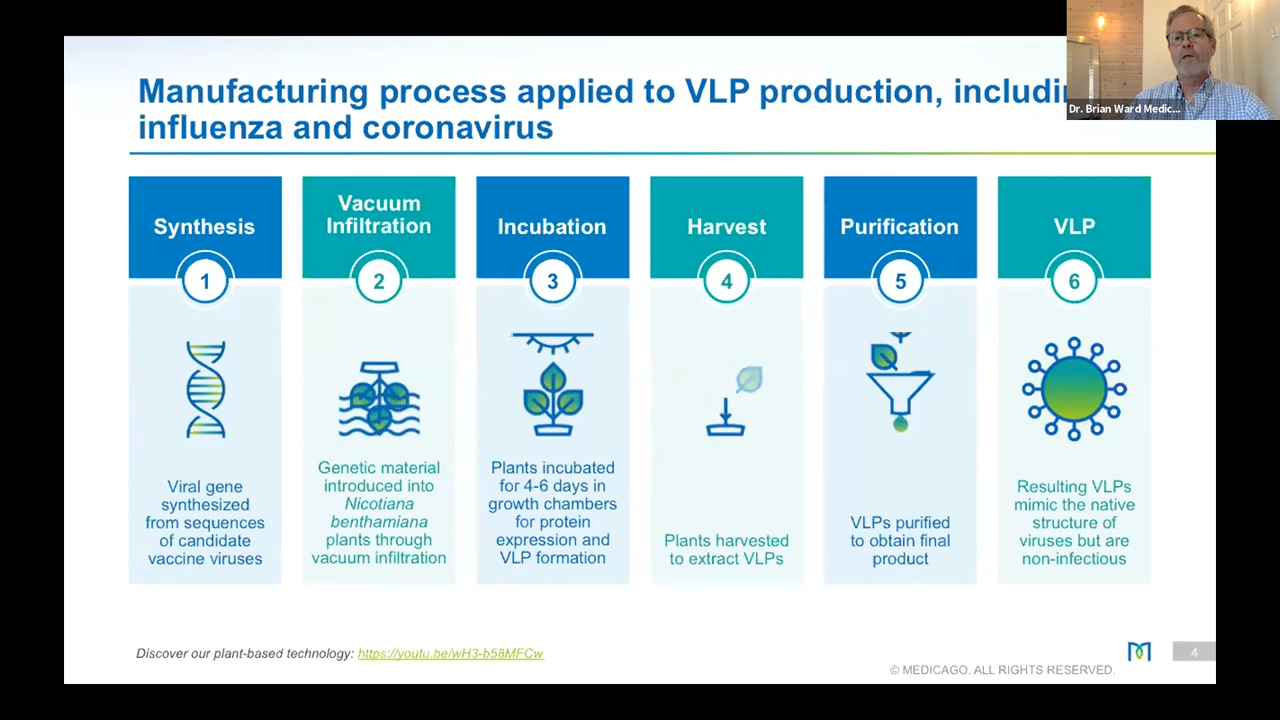 Manufacturing process applied to VLP production, includi
influenza and coronavirus
Dr. Brian Ward Medic...
Synthesis
1
Viral gene
synthesized
from sequences
of candidate
vaccine viruses
Vacuum
Infiltration
2
Genetic material
introduced into
Nicotiana
benthamiana
plants through
vacuum infiltration
Incubation
3
Plants incubated
for 4-6 days in
growth chambers
for protein
expression and
VLP formation
Harvest
4
Plants harvested
to extract VLPs
Purification
5
VLPs purified
to obtain final
product
VLP
6
Resulting VLPs
mimic the native
structure of
viruses but are
non-infectious
Discover our plant-based technology: https://youtu.be/wH3-b58MFCw
4
© MEDICAGO. ALL RIGHTS RESERVED.